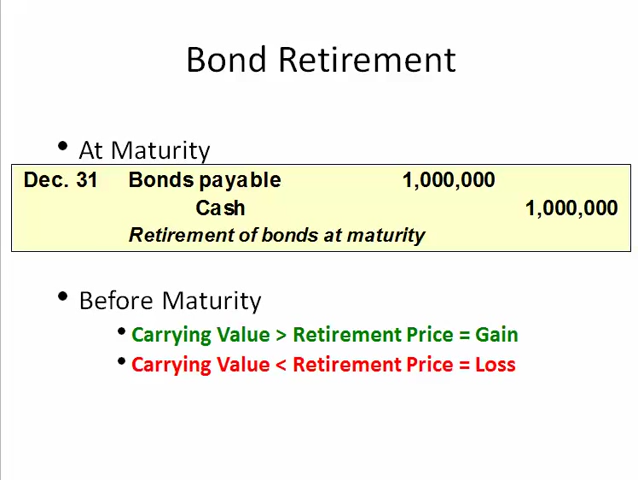 Bond Retirement
• At Maturity
Dec. 31 Bonds payable 1,000,000
Cash 1,000,000
Retirement of bonds at maturity
• Before Maturity
• Carrying Value > Retirement Price = Gain
• Carrying Value < Retirement Price = Loss